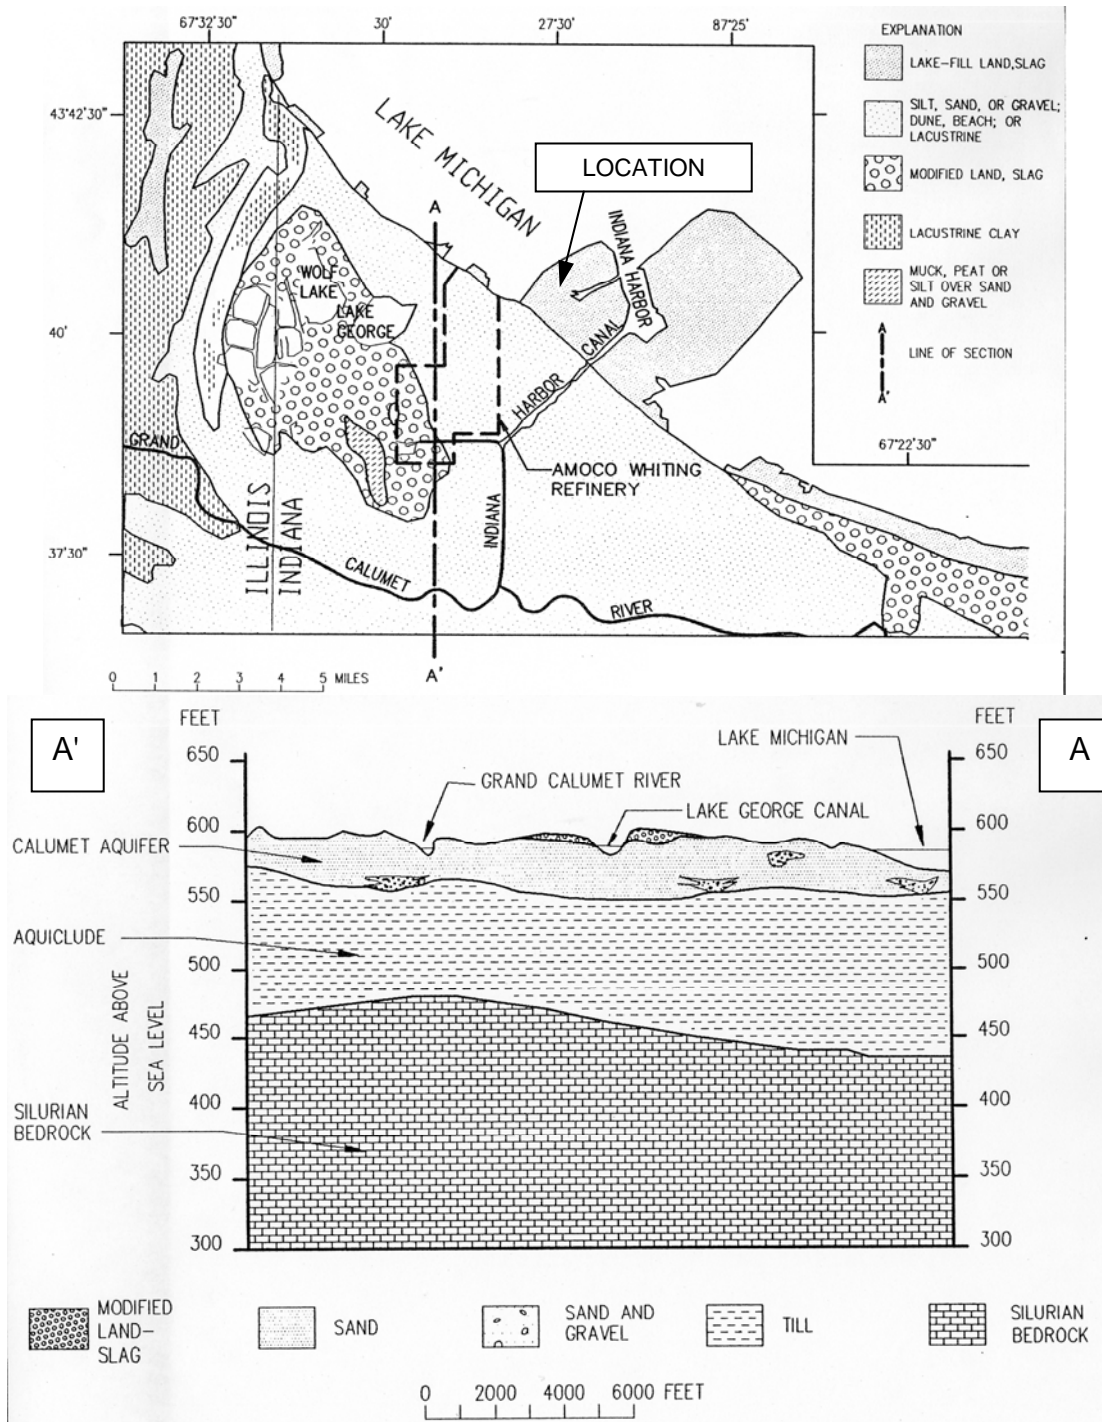 67°32'30"
30'
27'30"
87°25'
EXPLANATION
LAKE-FILL LAND,SLAG
SILT, SAND, OR GRAVEL;
DUNE, BEACH; OR
LACUSTRINE
MODIFIED LAND, SLAG
LACUSTRINE CLAY
MUCK, PEAT OR
SILT OVER SAND
AND GRAVEL
A
LINE OF SECTION
A'
43°42'30"
LAKE MICHIGAN
LOCATION
A
INDIANA HARBOR
WOLF
LAKE
LAKE
GEORGE
40'
HARBOR CANAL
67°22'30"
GRAND
AMOCO WHITING
REFINERY
ILLINOIS
INDIANA
INDIANA
37'30"
CALUMET
RIVER
A'
0 1 2 3 4 5 MILES
A'
FEET
FEET
A
LAKE MICHIGAN
650
650
GRAND CALUMET RIVER
LAKE GEORGE CANAL
600
600
CALUMET AQUIFER
550
550
AQUICLUDE
500
500
450
450
ALTITUDE ABOVE
SEA LEVEL
400
400
SILURIAN
BEDROCK
350
350
300
300
MODIFIED
LAND-
SLAG
SAND
SAND AND
GRAVEL
TILL
SILURIAN
BEDROCK
0 2000 4000 6000 FEET